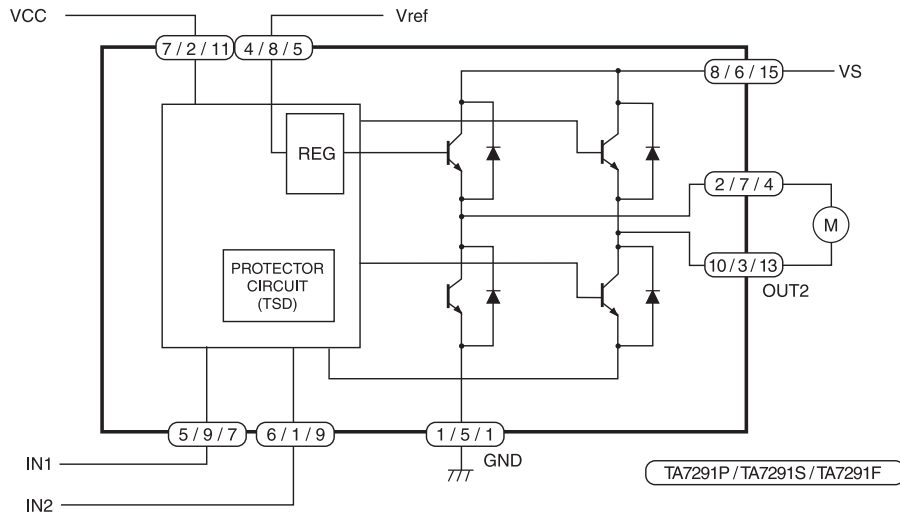 VCC
Vref
7 / 2 / 11
4 / 8 / 5
8 / 6 / 15
VS
REG
2 / 7 / 4
M
PROTECTOR
CIRCUIT
(TSD)
10 / 3 / 13
OUT2
5 / 9 / 7
6 / 1 / 9
1 / 5 / 1
GND
IN1
TA7291P / TA7291S / TA7291F
IN2